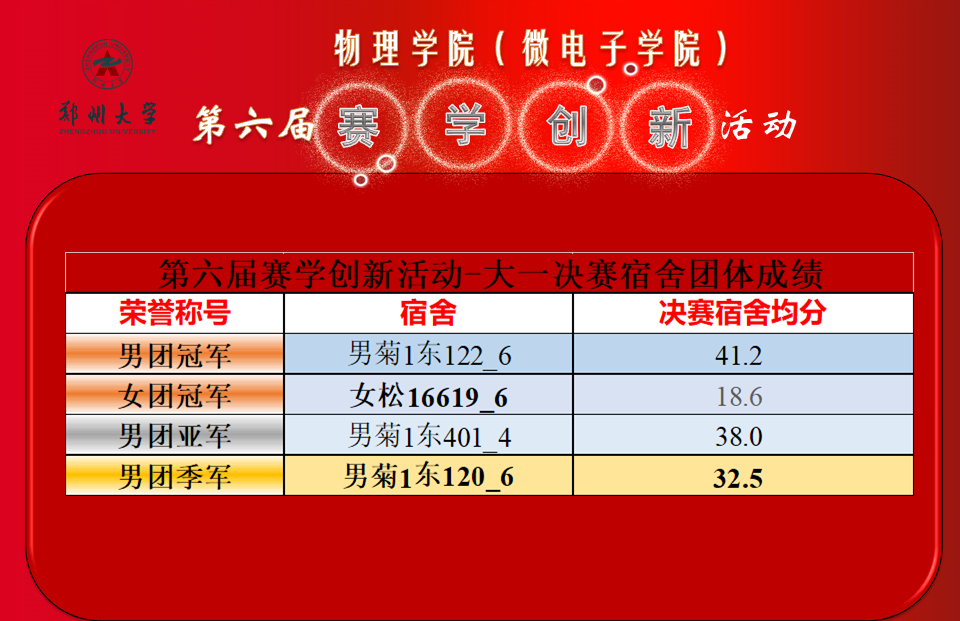 物理学院（微电子学院）
郑州大学
ZHENGZHOU UNIVERSITY
第六届赛学创新活动
第六届赛学创新活动-大一决赛宿舍团体成绩
荣誉称号 宿舍 决赛宿舍均分
男团冠军 男菊1东122_6 41.2
女团冠军 女松16619_6 18.6
男团亚军 男菊1东401_4 38.0
男团季军 男菊1东120_6 32.5